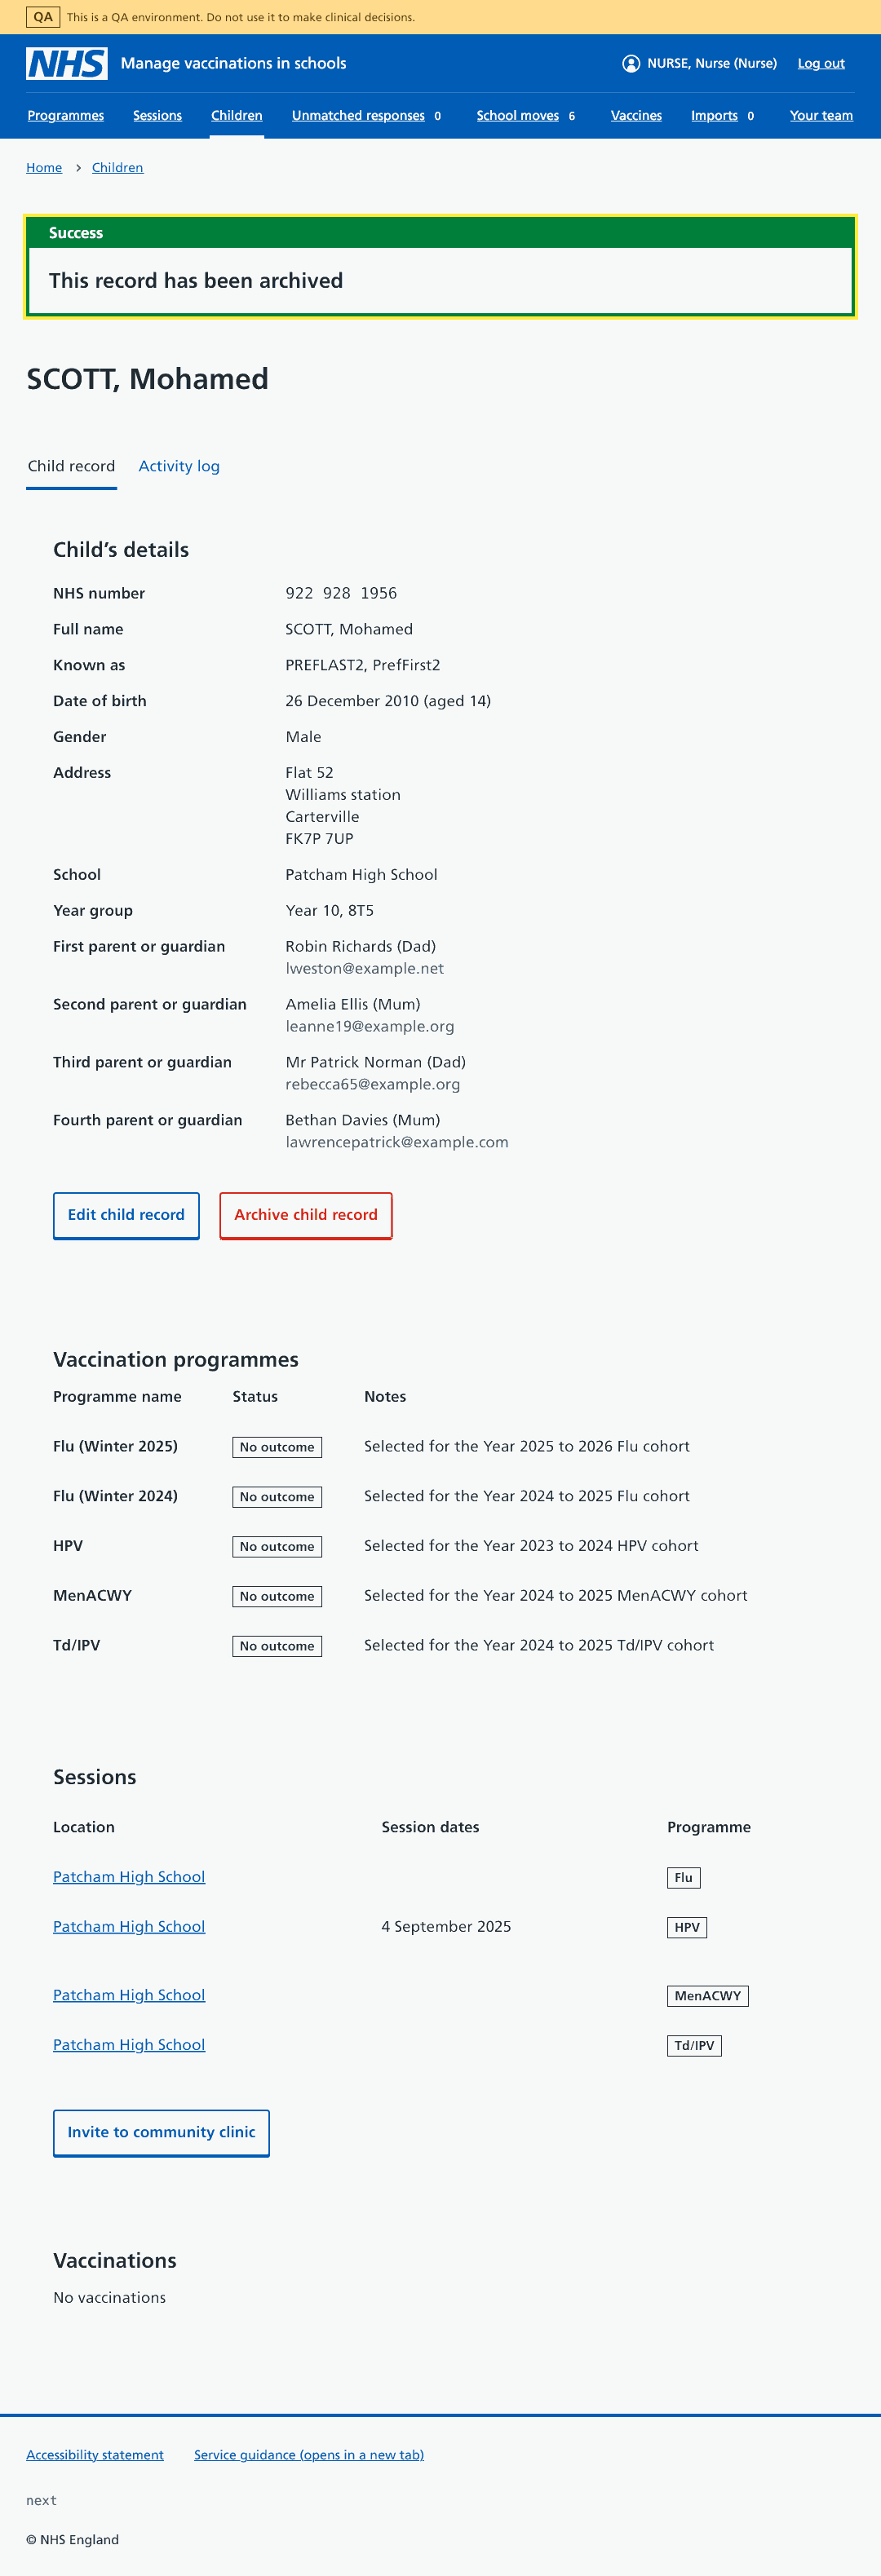 QA This is a QA environment. Do not use it to make clinical decisions.
NHS Manage vaccinations in schools NURSE, Nurse (Nurse) Log out
Programmes Sessions Children Unmatched responses 0 School moves 6 Vaccines Imports 0 Your team
Home > Children
Success
This record has been archived
SCOTT, Mohamed
Child record Activity log
Child’s details
NHS number 922 928 1956
Full name SCOTT, Mohamed
Known as PREFLAST2, PrefFirst2
Date of birth 26 December 2010 (aged 14)
Gender Male
Address Flat 52
Williams station
Carterville
FK7P 7UP
School Patcham High School
Year group Year 10, 8T5
First parent or guardian Robin Richards (Dad)
lweston@example.net
Second parent or guardian Amelia Ellis (Mum)
leanne19@example.org
Third parent or guardian Mr Patrick Norman (Dad)
rebecca65@example.org
Fourth parent or guardian Bethan Davies (Mum)
lawrencepatrick@example.com
Edit child record Archive child record
Vaccination programmes
Programme name Status Notes
Flu (Winter 2025) No outcome Selected for the Year 2025 to 2026 Flu cohort
Flu (Winter 2024) No outcome Selected for the Year 2024 to 2025 Flu cohort
HPV No outcome Selected for the Year 2023 to 2024 HPV cohort
MenACWY No outcome Selected for the Year 2024 to 2025 MenACWY cohort
Td/IPV No outcome Selected for the Year 2024 to 2025 Td/IPV cohort
Sessions
Location Session dates Programme
Patcham High School Flu
Patcham High School 4 September 2025 HPV
Patcham High School MenACWY
Patcham High School Td/IPV
Invite to community clinic
Vaccinations
No vaccinations
Accessibility statement Service guidance (opens in a new tab)
next
© NHS England